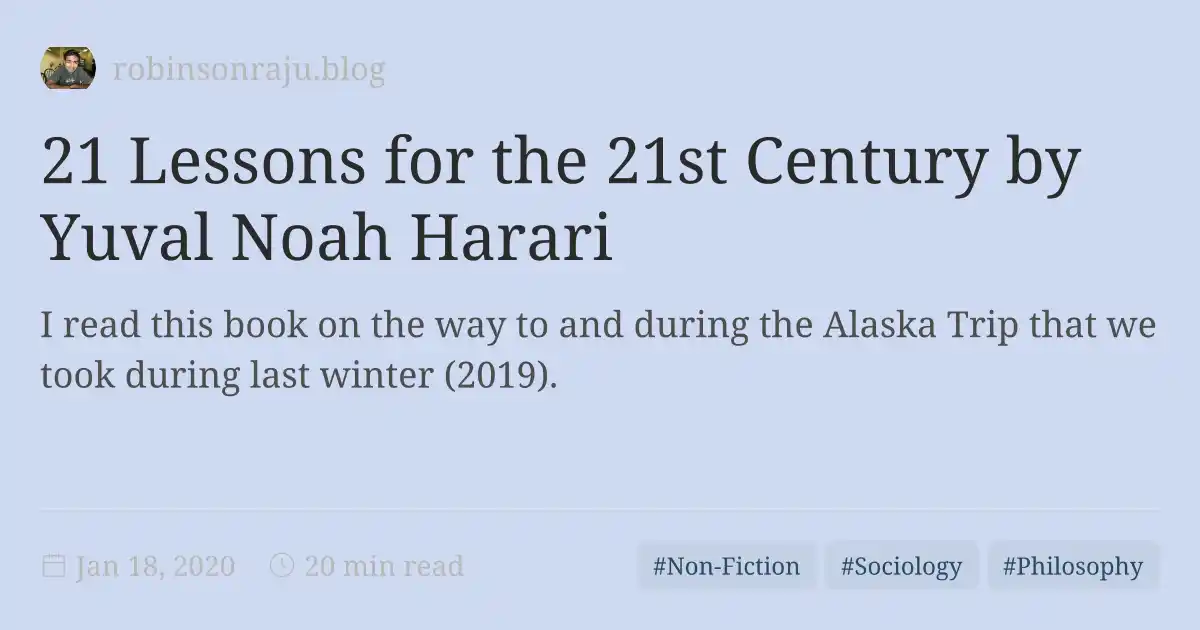 robinsonraju.blog
21 Lessons for the 21st Century by
Yuval Noah Harari
I read this book on the way to and during the Alaska Trip that we
took during last winter (2019).
Jan 18, 2020 20 min read #Non-Fiction #Sociology #Philosophy